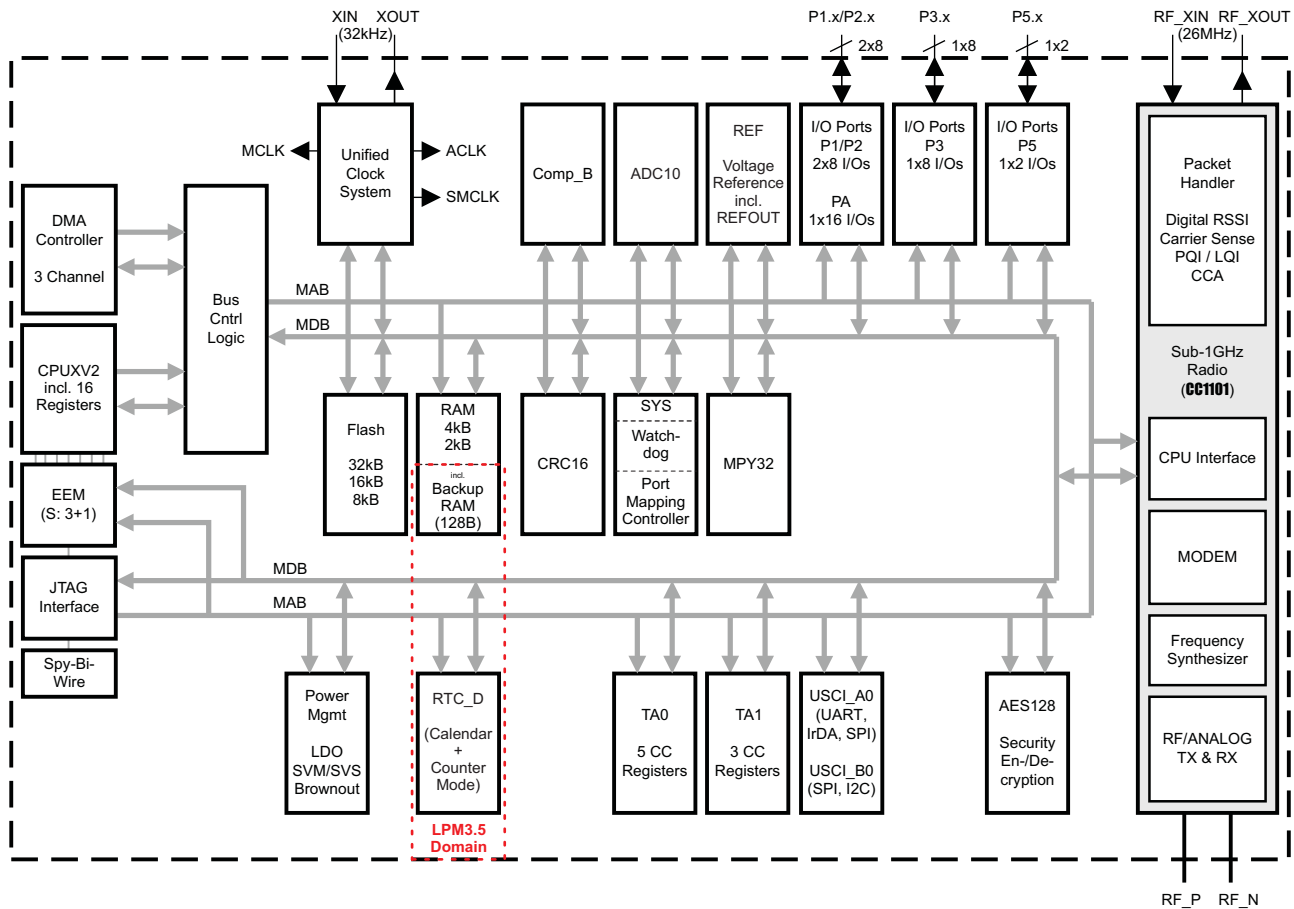 XIN XOUT
(32kHz)
P1.x/P2.x
2x8
P3.x
1x8
P5.x
1x2
RF_XIN RF_XOUT
(26MHz)
MCLK
Unified
Clock
System
ACLK
SMCLK
Comp_B
ADC10
REF
Voltage
Reference
incl.
REFOUT
I/O Ports
P1/P2
2x8 I/Os
PA
1x16 I/Os
I/O Ports
P3
1x8 I/Os
I/O Ports
P5
1x2 I/Os
Packet
Handler
Digital RSSI
Carrier Sense
PQI / LQI
CCA
DMA
Controller
3 Channel
Bus
Cntrl
Logic
MAB
MDB
CPUXV2
incl. 16
Registers
Sub-1GHz
Radio
(CC1101)
Flash
32kB
16kB
8kB
RAM
4kB
2kB
incl.
Backup
RAM
(128B)
CRC16
SYS
Watch-
dog
Port
Mapping
Controller
MPY32
CPU Interface
EEM
(S: 3+1)
MODEM
JTAG
Interface
MDB
MAB
Spy-Bi-
Wire
Frequency
Synthesizer
Power
Mgmt
LDO
SVM/SVS
Brownout
RTC_D
(Calendar
+
Counter
Mode)
LPM3.5
Domain
TA0
5 CC
Registers
TA1
3 CC
Registers
USCI_A0
(UART,
IrDA, SPI)
USCI_B0
(SPI, I2C)
AES128
Security
En-/De-
cryption
RF/ANALOG
TX & RX
RF_P RF_N